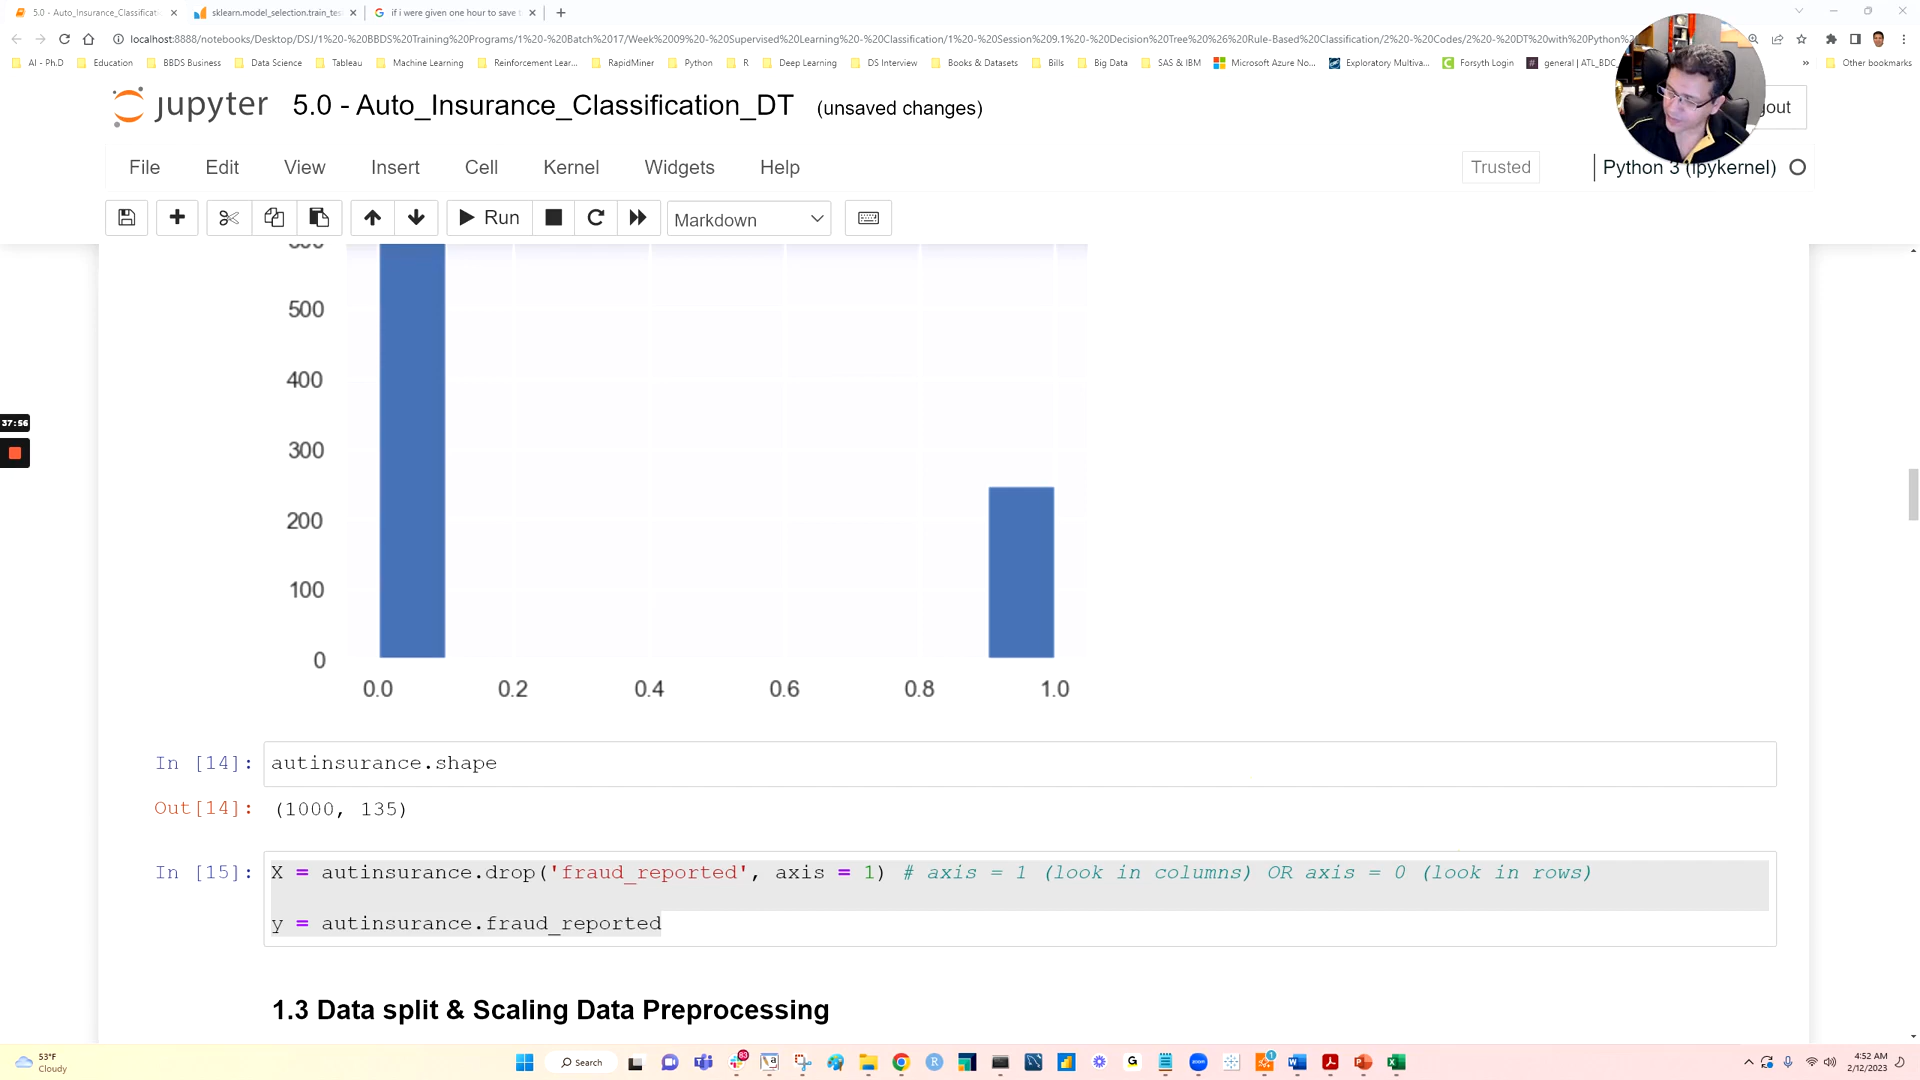 5.0 - Auto_Insurance_Classificati
sklearn.model_selection.train_tes
if i were given one hour to save t
localhost:8888/notebooks/Desktop/DSJ/1%20-%20BBDS%20Training%20Programs/1%20-%20Batch%2017/Week%2009%20-%20Supervised%20Learning%20-%20Classification/1%20-%20Session%209.1%20-%20Decision%20Tree%20%26%20Rule-Based%20Classification/2%20-%20Codes/2%20-%20DT%20with%20Python%20
AI - Ph.D
Education
BBDS Business
Data Science
Tableau
Machine Learning
Reinforcement Lear...
RapidMiner
Python
R
Deep Learning
DS Interview
Books & Datasets
Bills
Big Data
SAS & IBM
Microsoft Azure No...
Exploratory Multiva...
Forsyth Login
general | ATL_BDC_
»
Other bookmarks
jupyter 5.0 - Auto_Insurance_Classification_DT (unsaved changes)
File Edit View Insert Cell Kernel Widgets Help
Trusted
Python 3 (ipykernel)
Run
Markdown
500
400
300
200
100
0
0.0 0.2 0.4 0.6 0.8 1.0
37:56
In [14]: autinsurance.shape
Out[14]: (1000, 135)
In [15]: X = autinsurance.drop('fraud_reported', axis = 1) # axis = 1 (look in columns) OR axis = 0 (look in rows)
y = autinsurance.fraud_reported
1.3 Data split & Scaling Data Preprocessing
53°F
Cloudy
Search
83
1
4:52 AM
2/12/2023